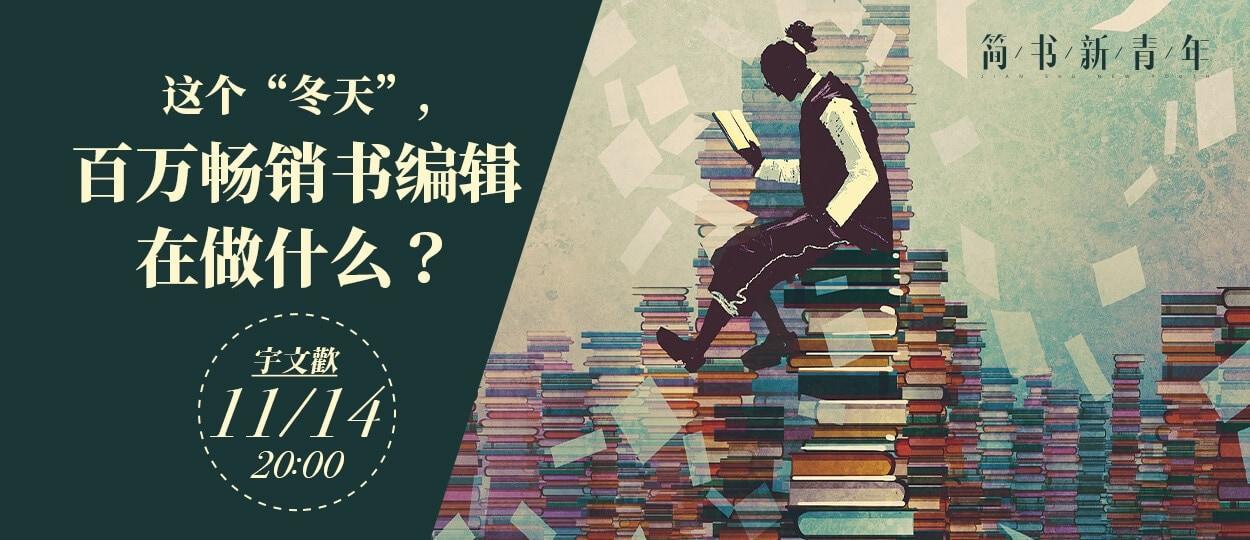 这个“冬天”，
百万畅销书编辑
在做什么？
宇文歡
11/14
20:00
简/书/新/青/年
JIAN SHU NEW YOUTH